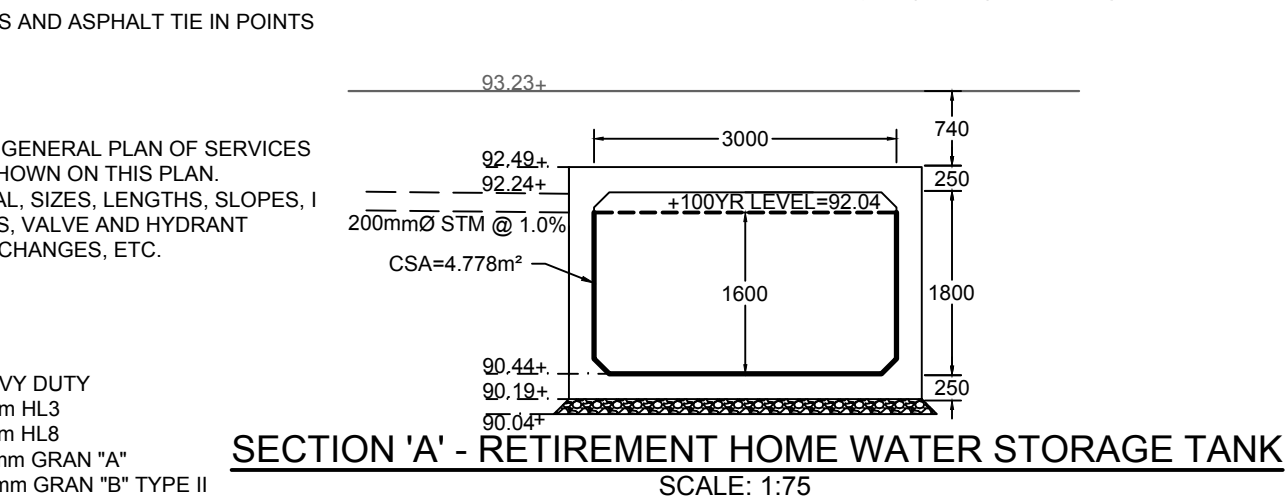 S AND ASPHALT TIE IN POINTS
GENERAL PLAN OF SERVICES
HOWN ON THIS PLAN.
AL, SIZES, LENGTHS, SLOPES, I
S, VALVE AND HYDRANT
CHANGES, ETC.
VY DUTY
m HL3
m HL8
mm GRAN "A"
mm GRAN "B" TYPE II
93.23+
740
3000
92.49+
250
92.24+
+100YR LEVEL=92.04
200mmØ STM @ 1.0%
CSA=4.778m²
1600
1800
90.44+
250
90.19+
90.04+
SECTION 'A' - RETIREMENT HOME WATER STORAGE TANK
SCALE: 1:75